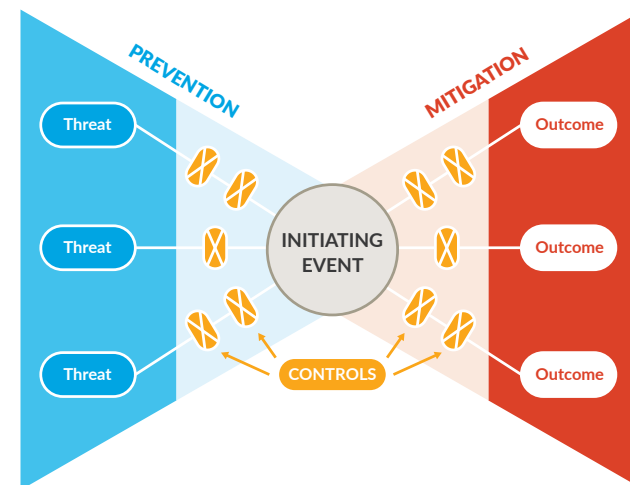 PREVENTION
MITIGATION
Threat
Outcome
Threat
INITIATING
EVENT
Outcome
Threat
CONTROLS
Outcome